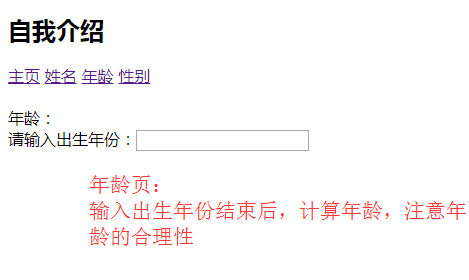 自我介绍
主页 姓名 年龄 性别
年龄：
请输入出生年份：
年龄页：
输入出生年份结束后，计算年龄，注意年
龄的合理性